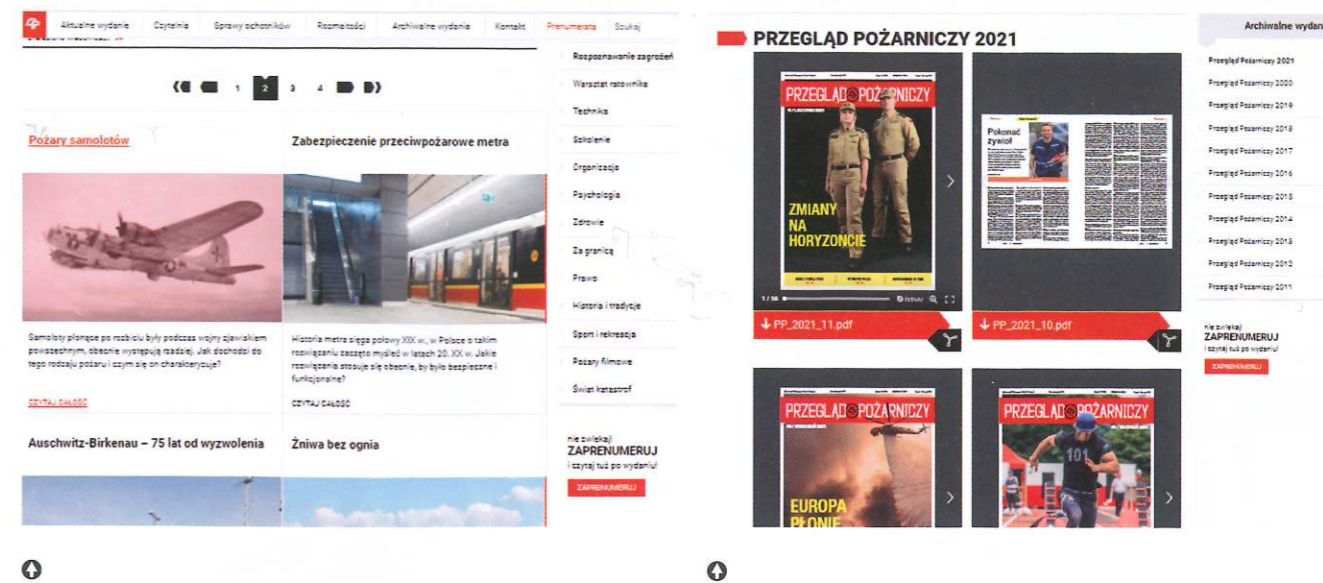 Aktualne wydanie
Czytelnia
Sprawy ochotników
Rozmaitości
Archiwalne wydanie
Kontakt
Prenumerata
Szukaj
1 2 3 4
Pożary samolotów
Samoloty płonące po rozbiciu były podczas wojny zjawiskiem
powszechnym, obecnie występują rzadziej. Jak dochodzi do
tego rodzaju pożaru i czym się on charakteryzuje?
CZYTAJ CAŁOŚĆ
Zabezpieczenie przeciwpożarowe metra
Historia metra sięga połowy XIX w., w Polsce o takim
rozwiązaniu zaczęto myśleć w latach 20. XX w. Jakie
rozwiązania stosuje się obecnie, by było bezpieczne i
funkcjonalne?
CZYTAJ CAŁOŚĆ
Auschwitz-Birkenau – 75 lat od wyzwolenia
Żniwa bez ognia
Rozpoznawanie zagrożeń
Warsztat ratownika
Technika
Szkolenie
Organizacja
Psychologia
Zdrowie
Za granicą
Prawo
Historia i tradycje
Sport i rekreacja
Pożary filmowe
Świat katastrof
nie zwlekaj!
ZAPRENUMERUJ
i czytaj tuż po wydaniu!
ZAPRENUMERUJ
PRZEGLĄD POŻARNICZY 2021
PRZEGLĄD POŻARNICZY
ZMIANY
NA
HORYZONCIE
1 / 56
issuu
PP_2021_11.pdf
Pokonać
żywioł
PP_2021_10.pdf
PRZEGLĄD POŻARNICZY
EUROPA
PŁONIE
PRZEGLĄD POŻARNICZY
101
Archiwalne wydan
Przegląd Pożarniczy 2021
Przegląd Pożarniczy 2020
Przegląd Pożarniczy 2019
Przegląd Pożarniczy 2018
Przegląd Pożarniczy 2017
Przegląd Pożarniczy 2016
Przegląd Pożarniczy 2015
Przegląd Pożarniczy 2014
Przegląd Pożarniczy 2013
Przegląd Pożarniczy 2012
Przegląd Pożarniczy 2011
nie zwlekaj!
ZAPRENUMERUJ
i czytaj tuż po wydaniu!
ZAPRENUMERUJ